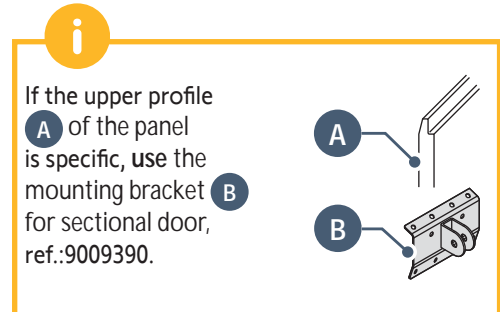 i
If the upper profile
A of the panel
is specific, use the
mounting bracket B
for sectional door,
ref.:9009390.
A
B